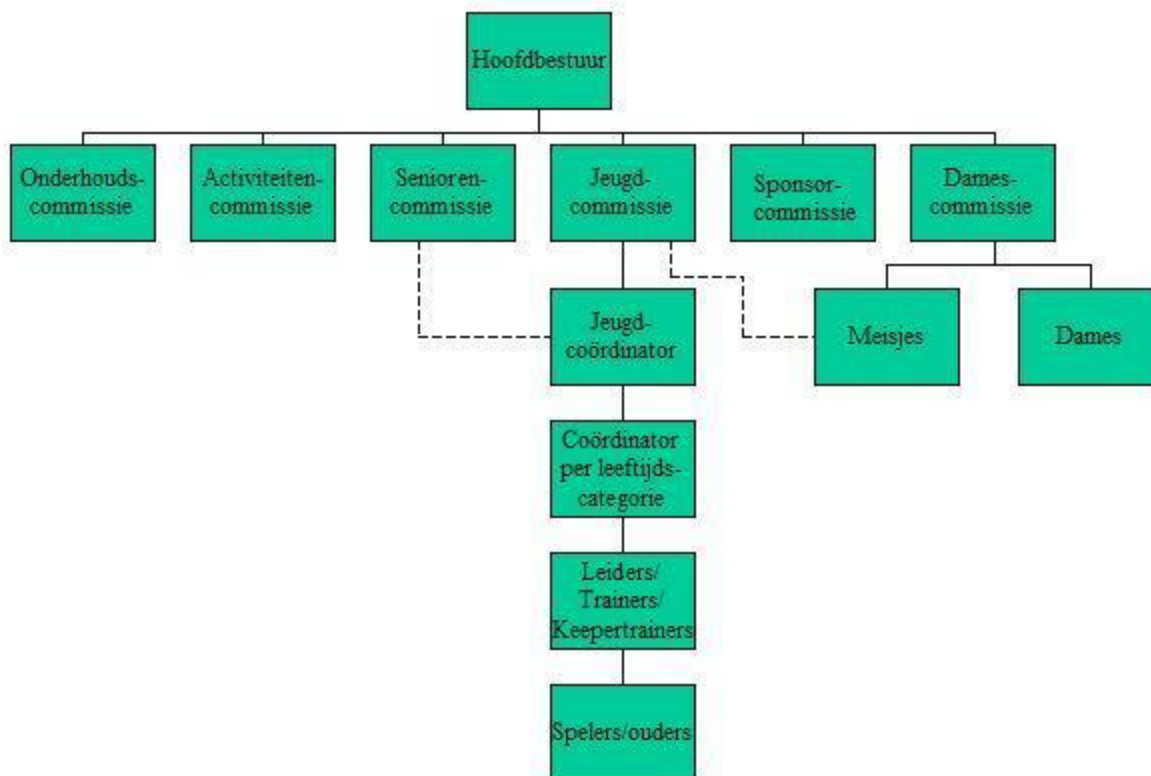 Hoofdbestuur
Onderhouds-
commissie
Activiteiten-
commissie
Senioren-
commissie
Jeugd-
commissie
Sponsor-
commissie
Dames-
commissie
Jeugd-
coördinator
Meisjes
Dames
Coördinator
per leeftijds-
categorie
Leiders/
Trainers/
Keepertrainers
Spelers/ouders